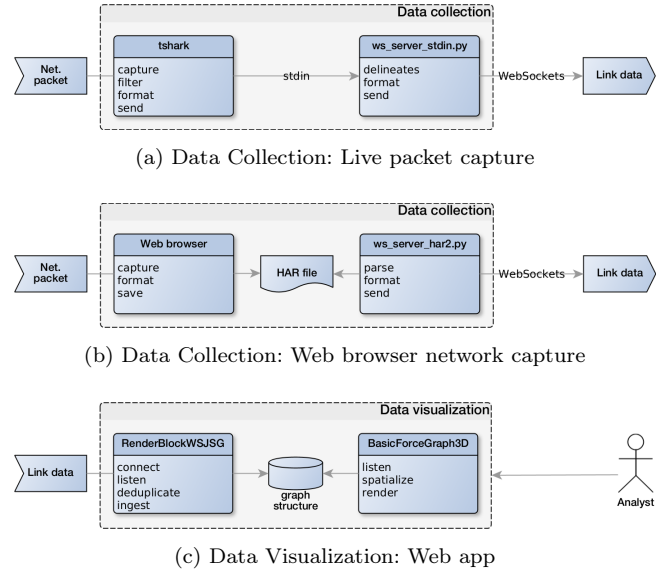 Data collection
Net.
packet
tshark
capture
filter
format
send
stdin
ws_server_stdin.py
delineates
format
send
WebSockets
Link data
(a) Data Collection: Live packet capture
Data collection
Net.
packet
Web browser
capture
format
save
HAR file
ws_server_har2.py
parse
format
send
WebSockets
Link data
(b) Data Collection: Web browser network capture
Data visualization
Link data
RenderBlockWSJSG
connect
listen
deduplicate
ingest
graph
structure
BasicForceGraph3D
listen
spatialize
render
Analyst
(c) Data Visualization: Web app